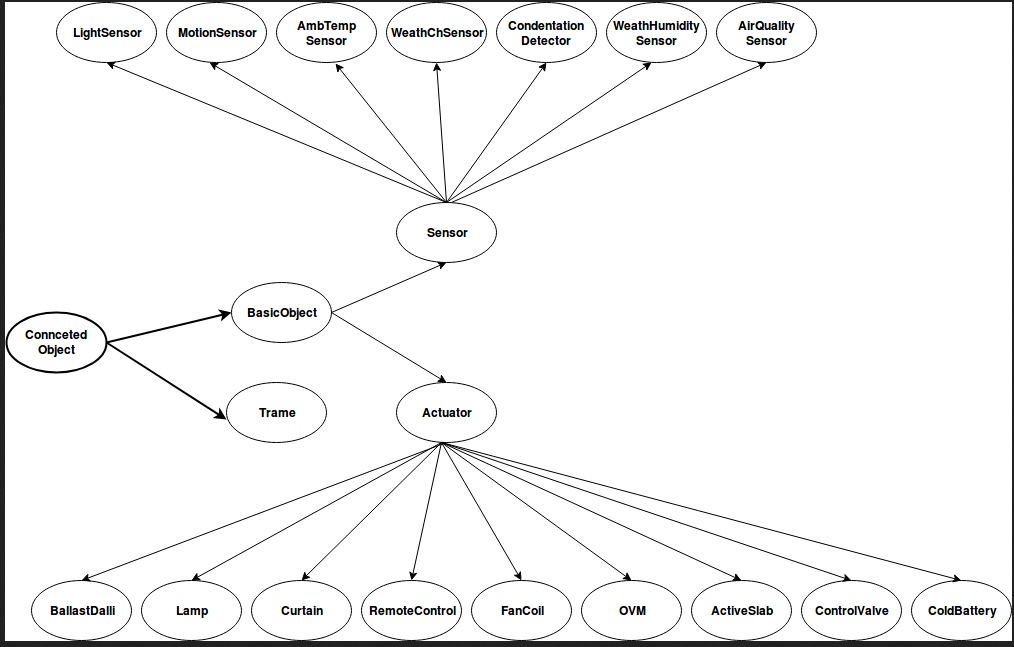 LightSensor
MotionSensor
AmbTemp
Sensor
WeathChSensor
Condentation
Detector
WeathHumidity
Sensor
AirQuality
Sensor
Sensor
BasicObject
Connceted
Object
Trame
Actuator
BallastDalli
Lamp
Curtain
RemoteControl
FanCoil
OVM
ActiveSlab
ControlValve
ColdBattery